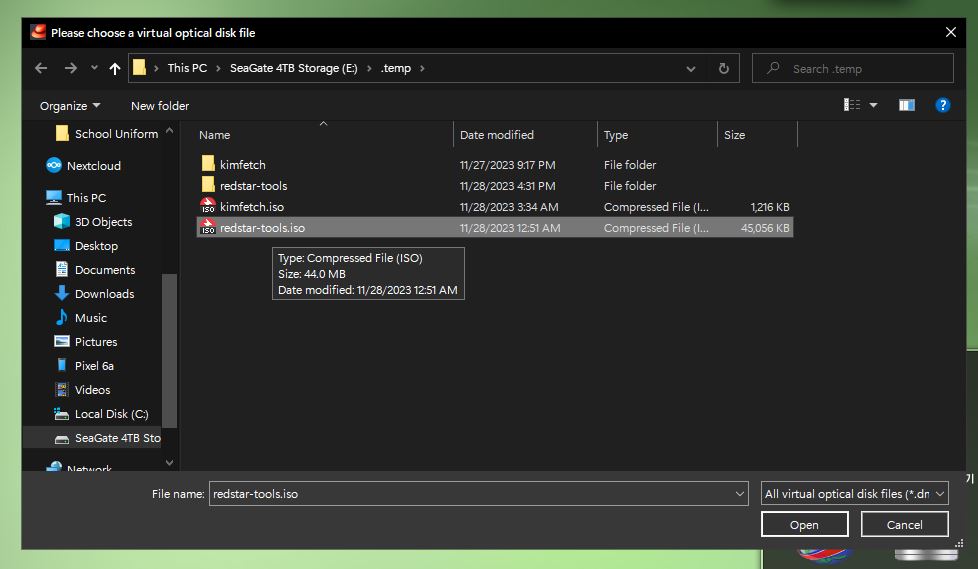 Please choose a virtual optical disk file
This PC SeaGate 4TB Storage (E:) .temp
Search .temp
Organize New folder
School Uniform
Nextcloud
This PC
3D Objects
Desktop
Documents
Downloads
Music
Pictures
Pixel 6a
Videos
Local Disk (C:)
SeaGate 4TB Sto
Network
Name Date modified Type Size
kimfetch 11/27/2023 9:17 PM File folder
redstar-tools 11/28/2023 4:31 PM File folder
ISO kimfetch.iso 11/28/2023 3:34 AM Compressed File (I... 1,216 KB
ISO redstar-tools.iso 11/28/2023 12:51 AM Compressed File (I... 45,056 KB
Type: Compressed File (ISO)
Size: 44.0 MB
Date modified: 11/28/2023 12:51 AM
File name: redstar-tools.iso All virtual optical disk files (*.dn
Open Cancel
기